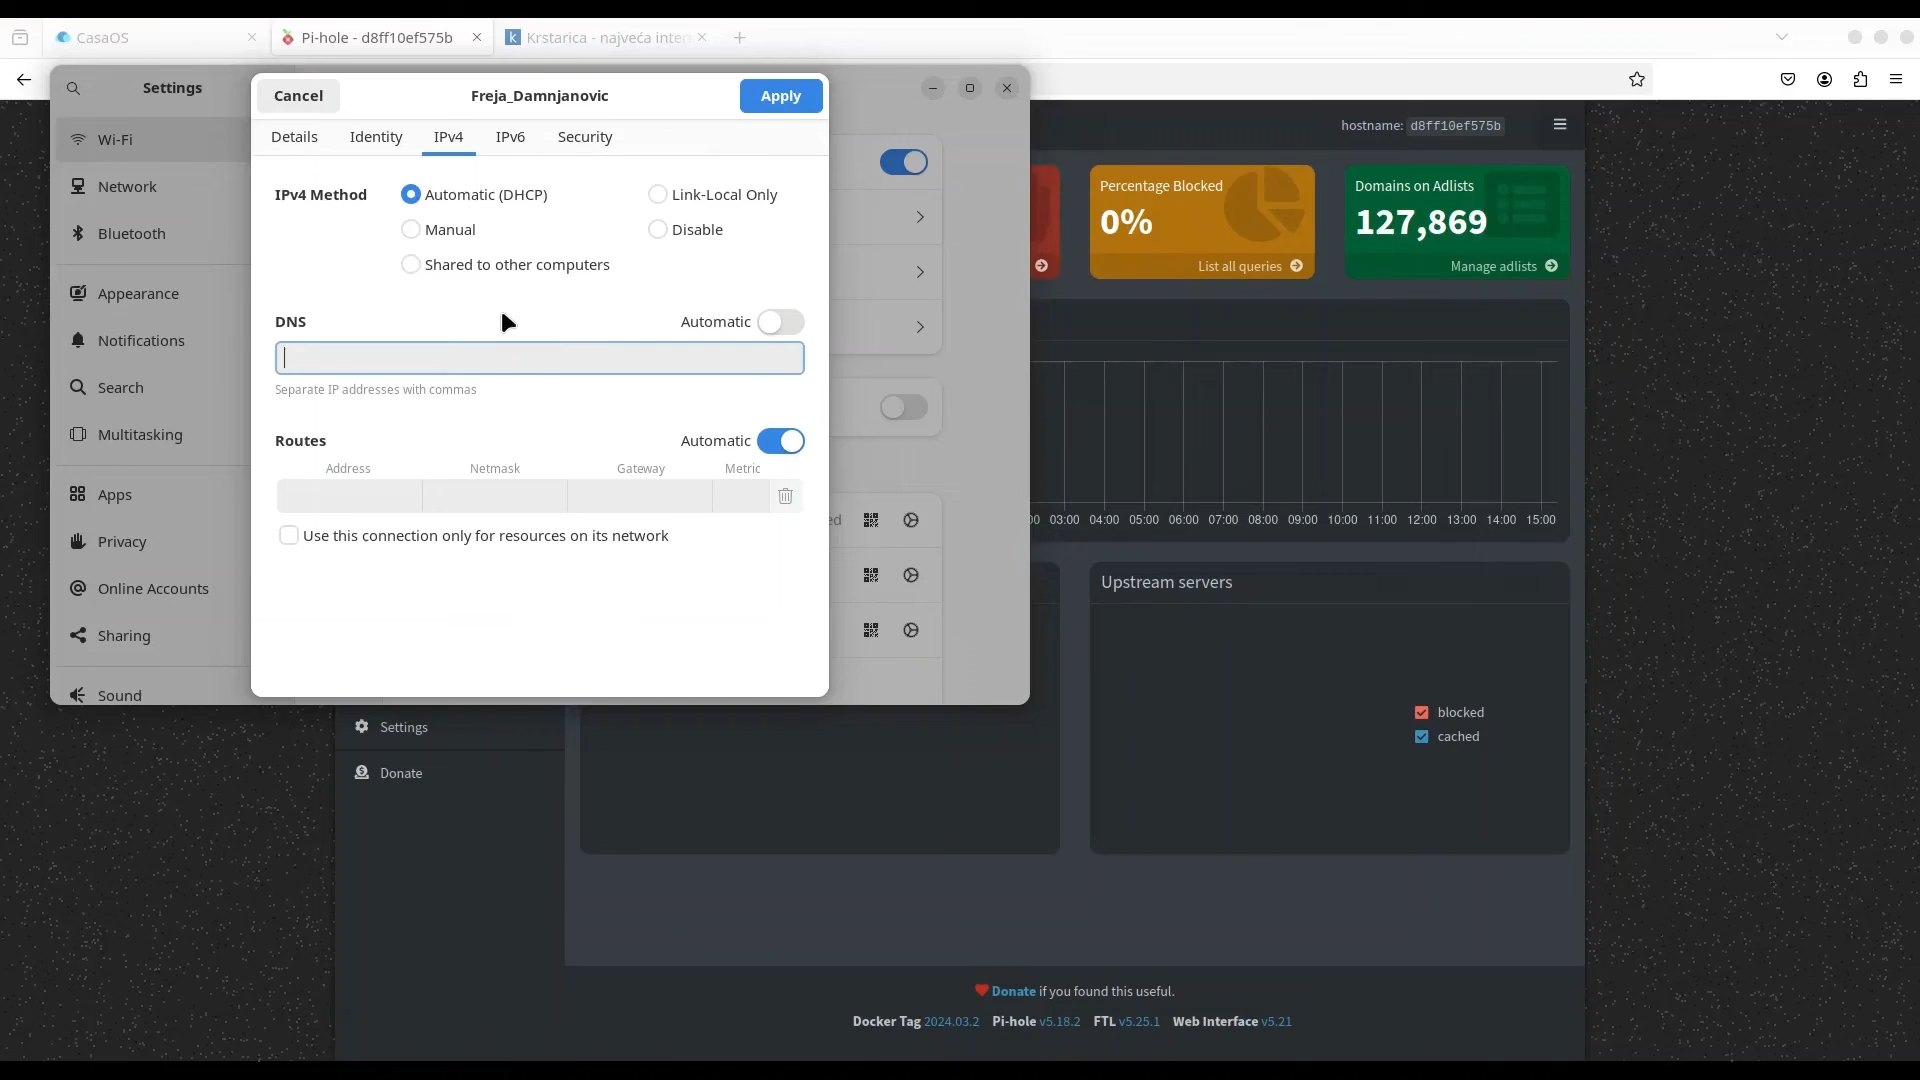 CasaOS
Pi-hole - d8ff10ef575b
Krstarica - najveća inter
Settings
Cancel
Freja_Damnjanovic
Apply
hostname: d8ff10ef575b
Details
Identity
IPv4
IPv6
Security
Wi-Fi
Network
Bluetooth
Appearance
Notifications
Search
Multitasking
Apps
Privacy
Online Accounts
Sharing
Sound
IPv4 Method
Automatic (DHCP)
Link-Local Only
Manual
Disable
Shared to other computers
DNS
Automatic
Separate IP addresses with commas
Routes
Automatic
Address Netmask Gateway Metric
Use this connection only for resources on its network
Percentage Blocked
0%
List all queries
Domains on Adlists
127,869
Manage adlists
03:00 04:00 05:00 06:00 07:00 08:00 09:00 10:00 11:00 12:00 13:00 14:00 15:00
Upstream servers
blocked
cached
Settings
Donate
Donate if you found this useful.
Docker Tag 2024.03.2 Pi-hole v5.18.2 FTL v5.25.1 Web Interface v5.21